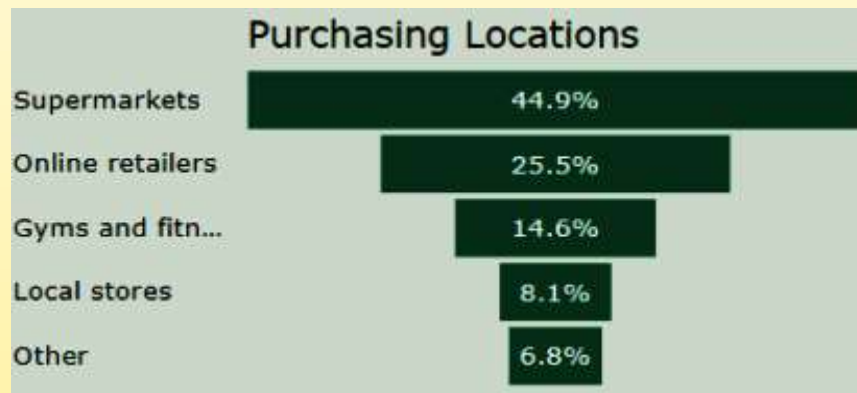 Purchasing Locations
Supermarkets 44.9%
Online retailers 25.5%
Gyms and fitn... 14.6%
Local stores 8.1%
Other 6.8%